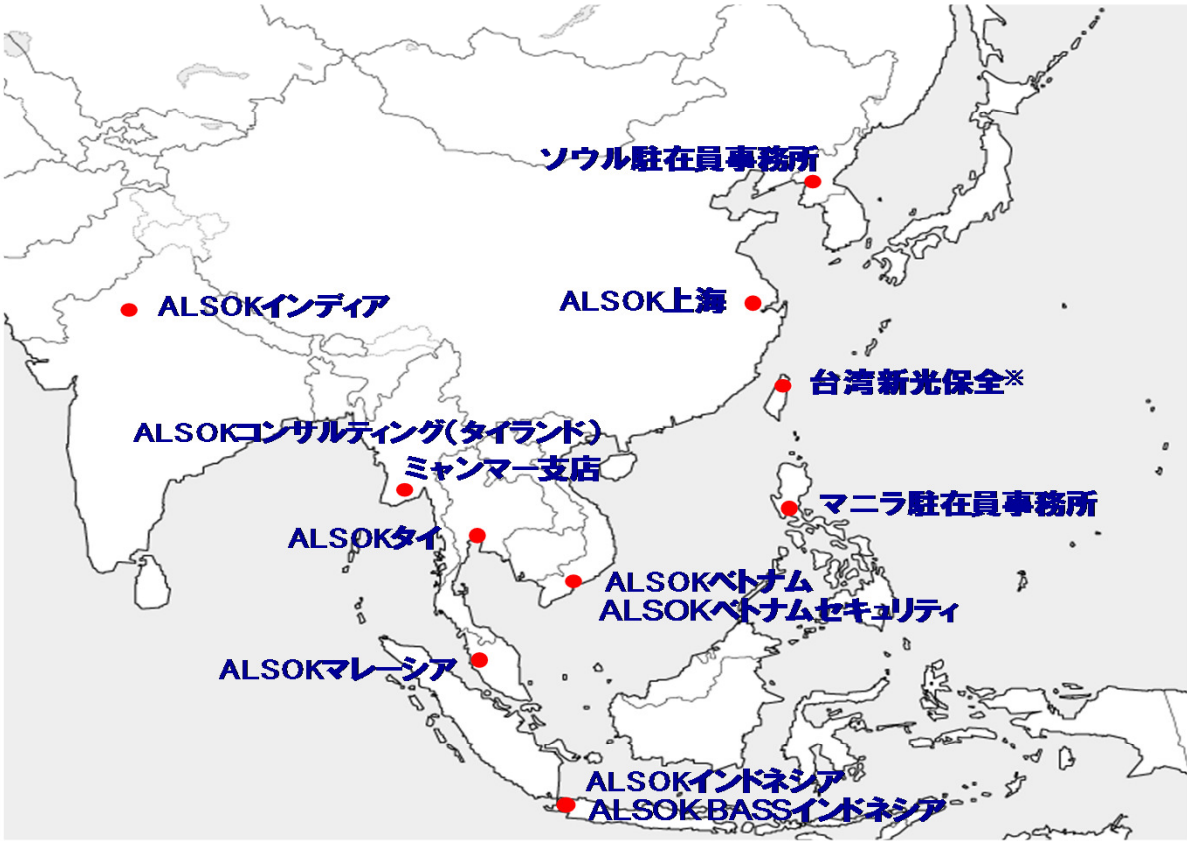 ソウル駐在員事務所
ALSOKインディア
ALSOK上海
台湾新光保全※
ALSOKコンサルティング(タイランド)
ミャンマー支店
マニラ駐在員事務所
ALSOKタイ
ALSOKベトナム
ALSOKベトナムセキュリティ
ALSOKマレーシア
ALSOKインドネシア
ALSOK BASSインドネシア